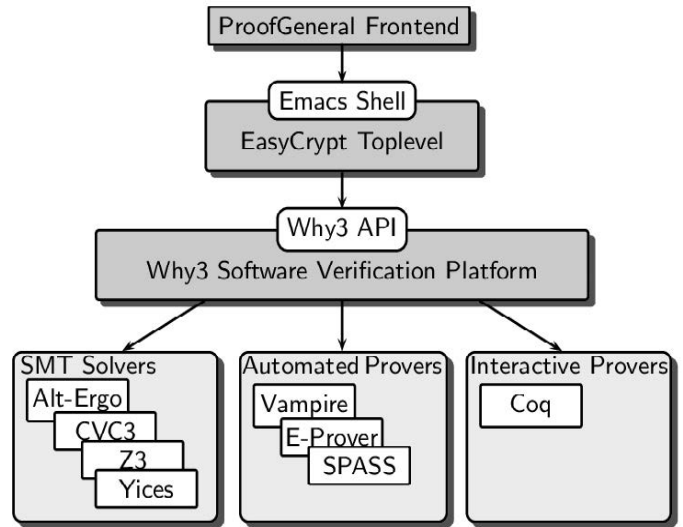 ProofGeneral Frontend
Emacs Shell
EasyCrypt Toplevel
Why3 API
Why3 Software Verification Platform
SMT Solvers
Alt-Ergo
CVC3
Z3
Yices
Automated Provers
Vampire
E-Prover
SPASS
Interactive Provers
Coq